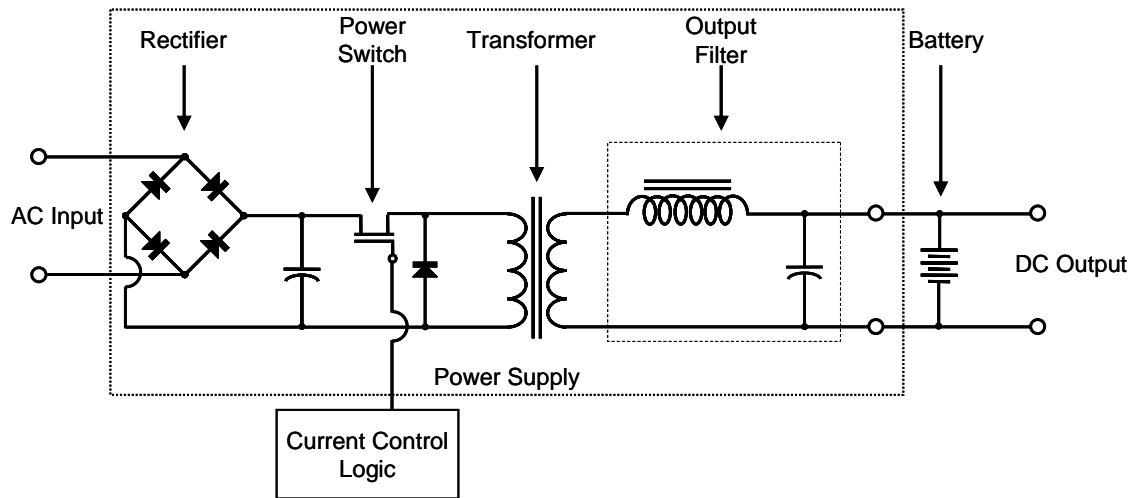 Rectifier
Power
Switch
Transformer
Output
Filter
Battery
AC Input
DC Output
Power Supply
Current Control
Logic